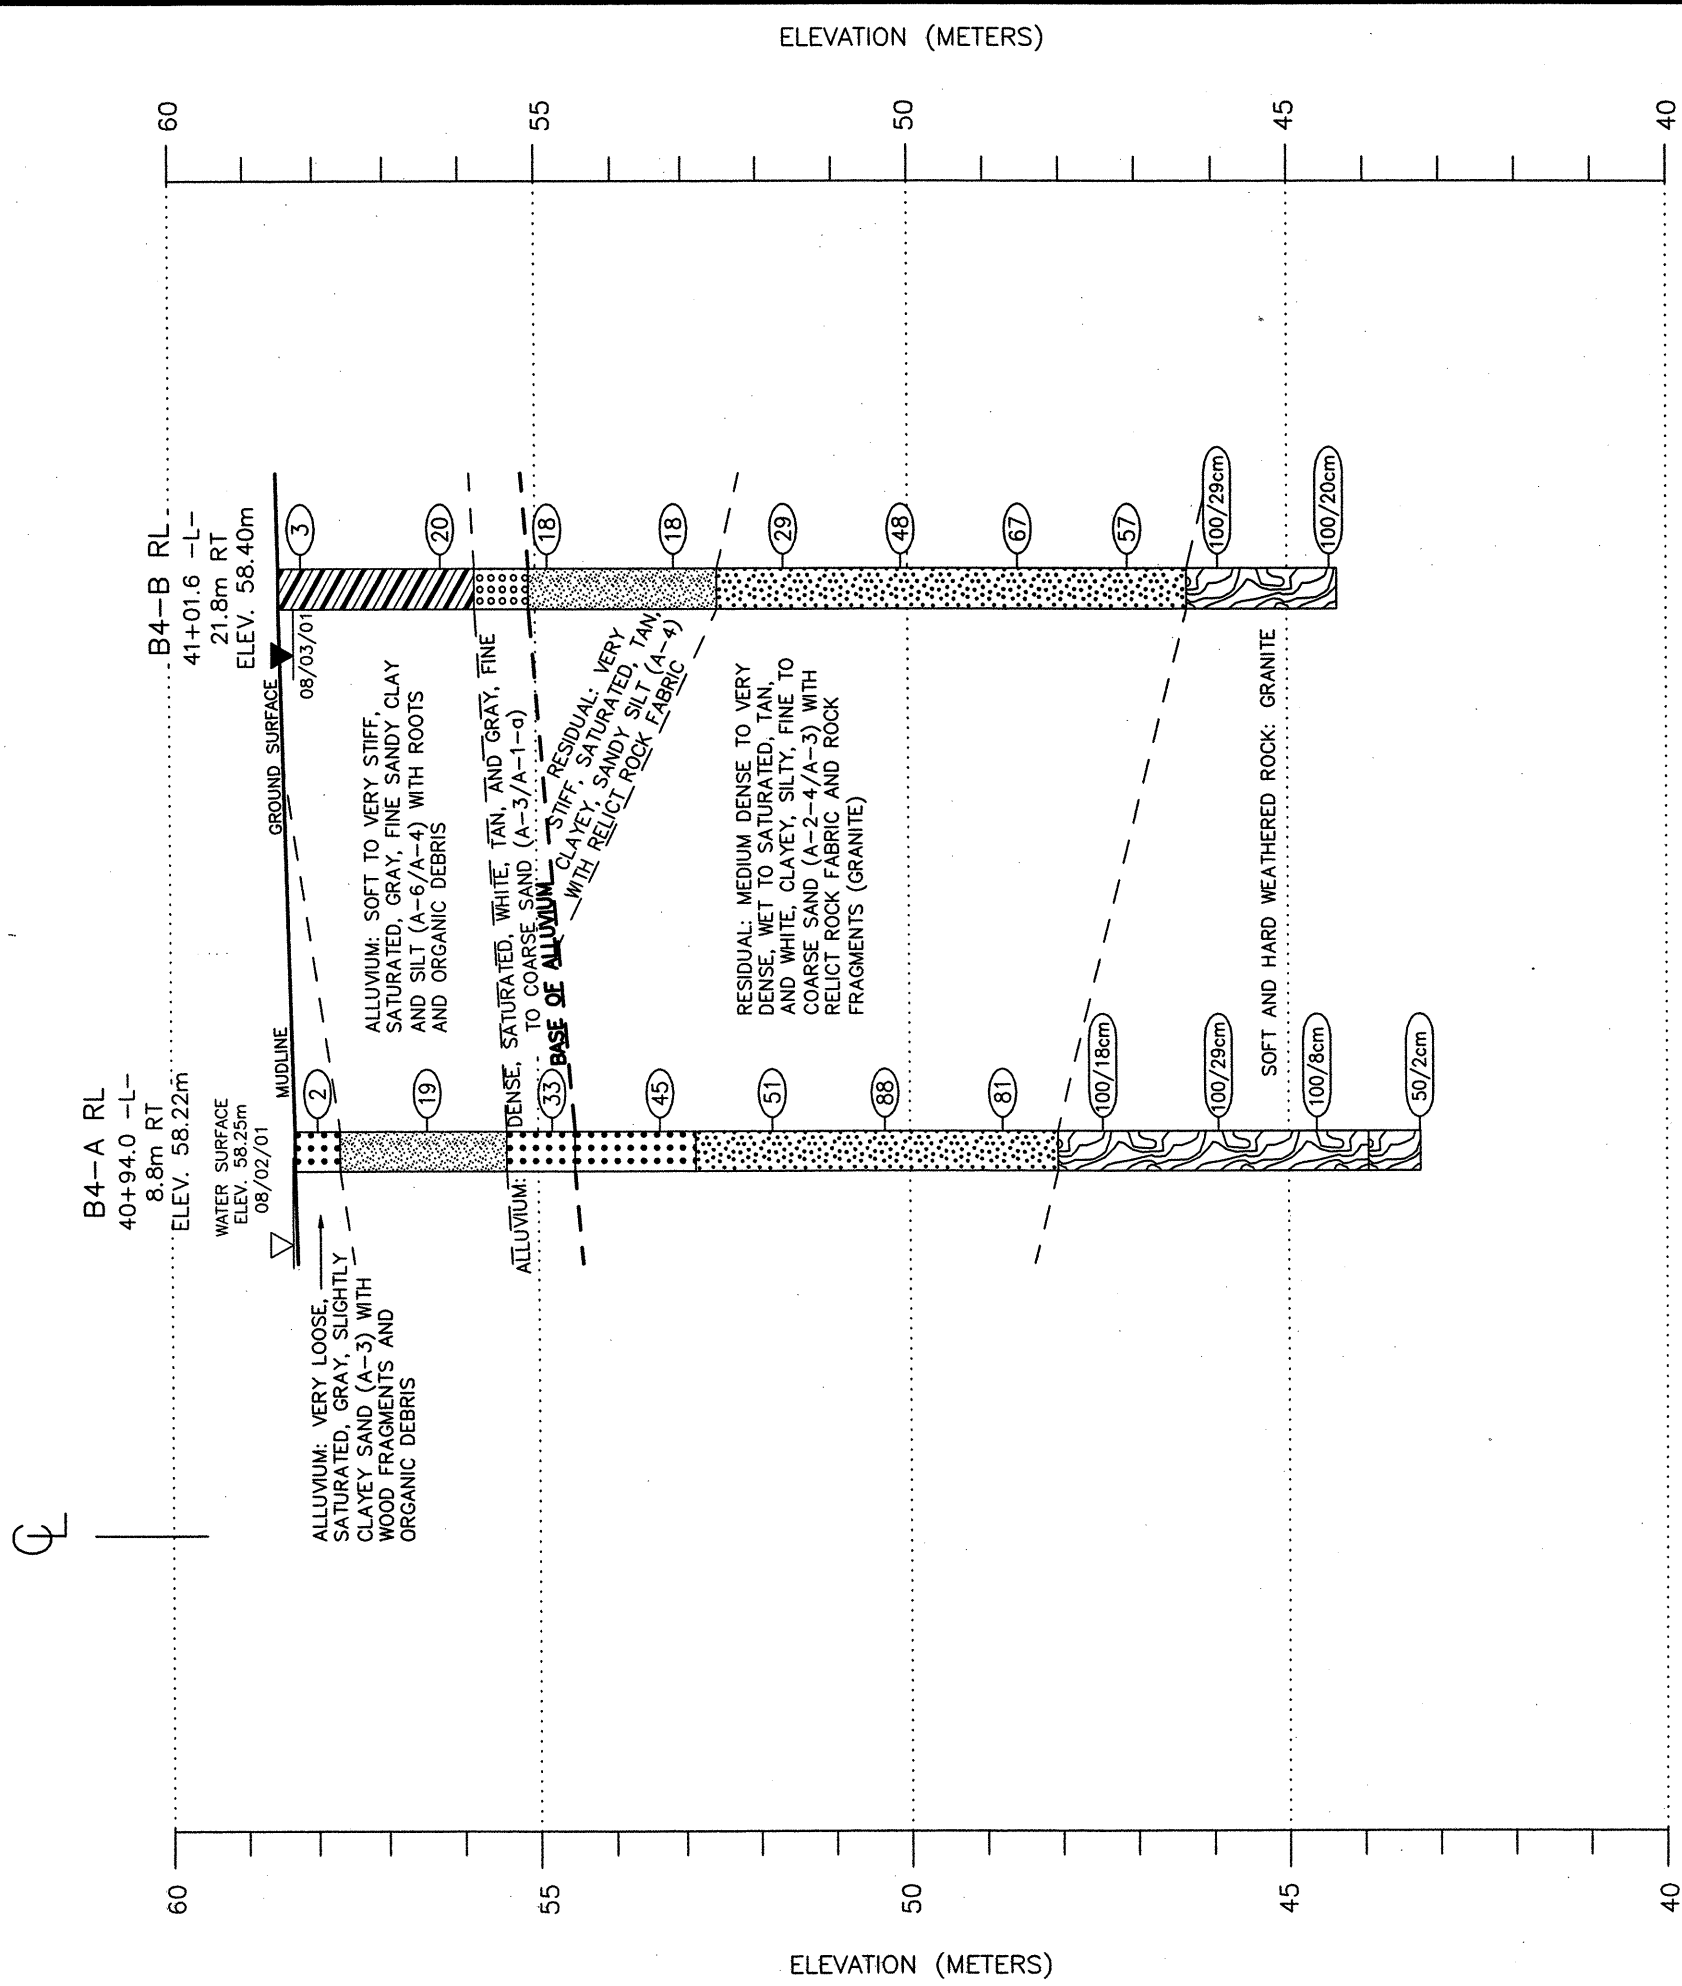 ELEVATION (METERS)
60
55
50
45
40
B4-A RL
40+94.0 -L-
8.8m RT
ELEV. 58.22m
WATER SURFACE
ELEV. 58.25m
08/02/01
B4-B RL
41+01.6 -L-
21.8m RT
ELEV. 58.40m
08/03/01
CL
MUDLINE
GROUND SURFACE
ALLUVIUM: VERY LOOSE,
SATURATED, GRAY, SLIGHTLY
CLAYEY SAND (A-3) WITH
WOOD FRAGMENTS AND
ORGANIC DEBRIS
ALLUVIUM: SOFT TO VERY STIFF,
SATURATED, GRAY, FINE SANDY CLAY
AND SILT (A-6/A-4) WITH ROOTS
AND ORGANIC DEBRIS
ALLUVIUM: DENSE, SATURATED, WHITE, TAN, AND GRAY, FINE
TO COARSE SAND (A-3/A-1-a)
BASE OF ALLUVIUM
RESIDUAL: VERY
STIFF, SATURATED, TAN,
CLAYEY, SANDY SILT (A-4)
WITH RELICT ROCK FABRIC
RESIDUAL: MEDIUM DENSE TO VERY
DENSE, WET TO SATURATED, TAN,
AND WHITE, CLAYEY, SILTY, FINE TO
COARSE SAND (A-2-4/A-3) WITH
RELICT ROCK FABRIC AND ROCK
FRAGMENTS (GRANITE)
SOFT AND HARD WEATHERED ROCK: GRANITE
2
19
33
45
51
88
81
100/18cm
100/29cm
100/8cm
50/2cm
3
20
18
18
29
48
67
57
100/29cm
100/20cm
60
55
50
45
40
ELEVATION (METERS)